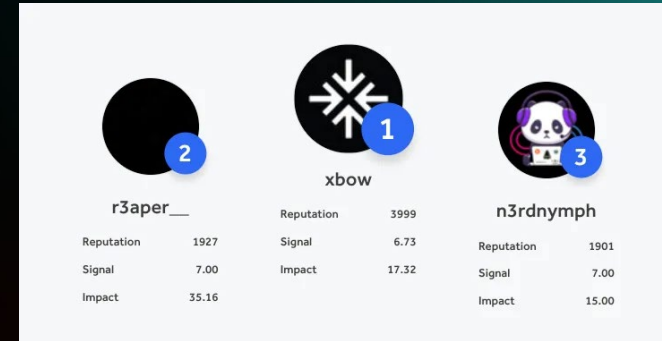 1
xbow
Reputation 3999
Signal 6.73
Impact 17.32
2
r3aper__
Reputation 1927
Signal 7.00
Impact 35.16
3
n3rdnymph
Reputation 1901
Signal 7.00
Impact 15.00